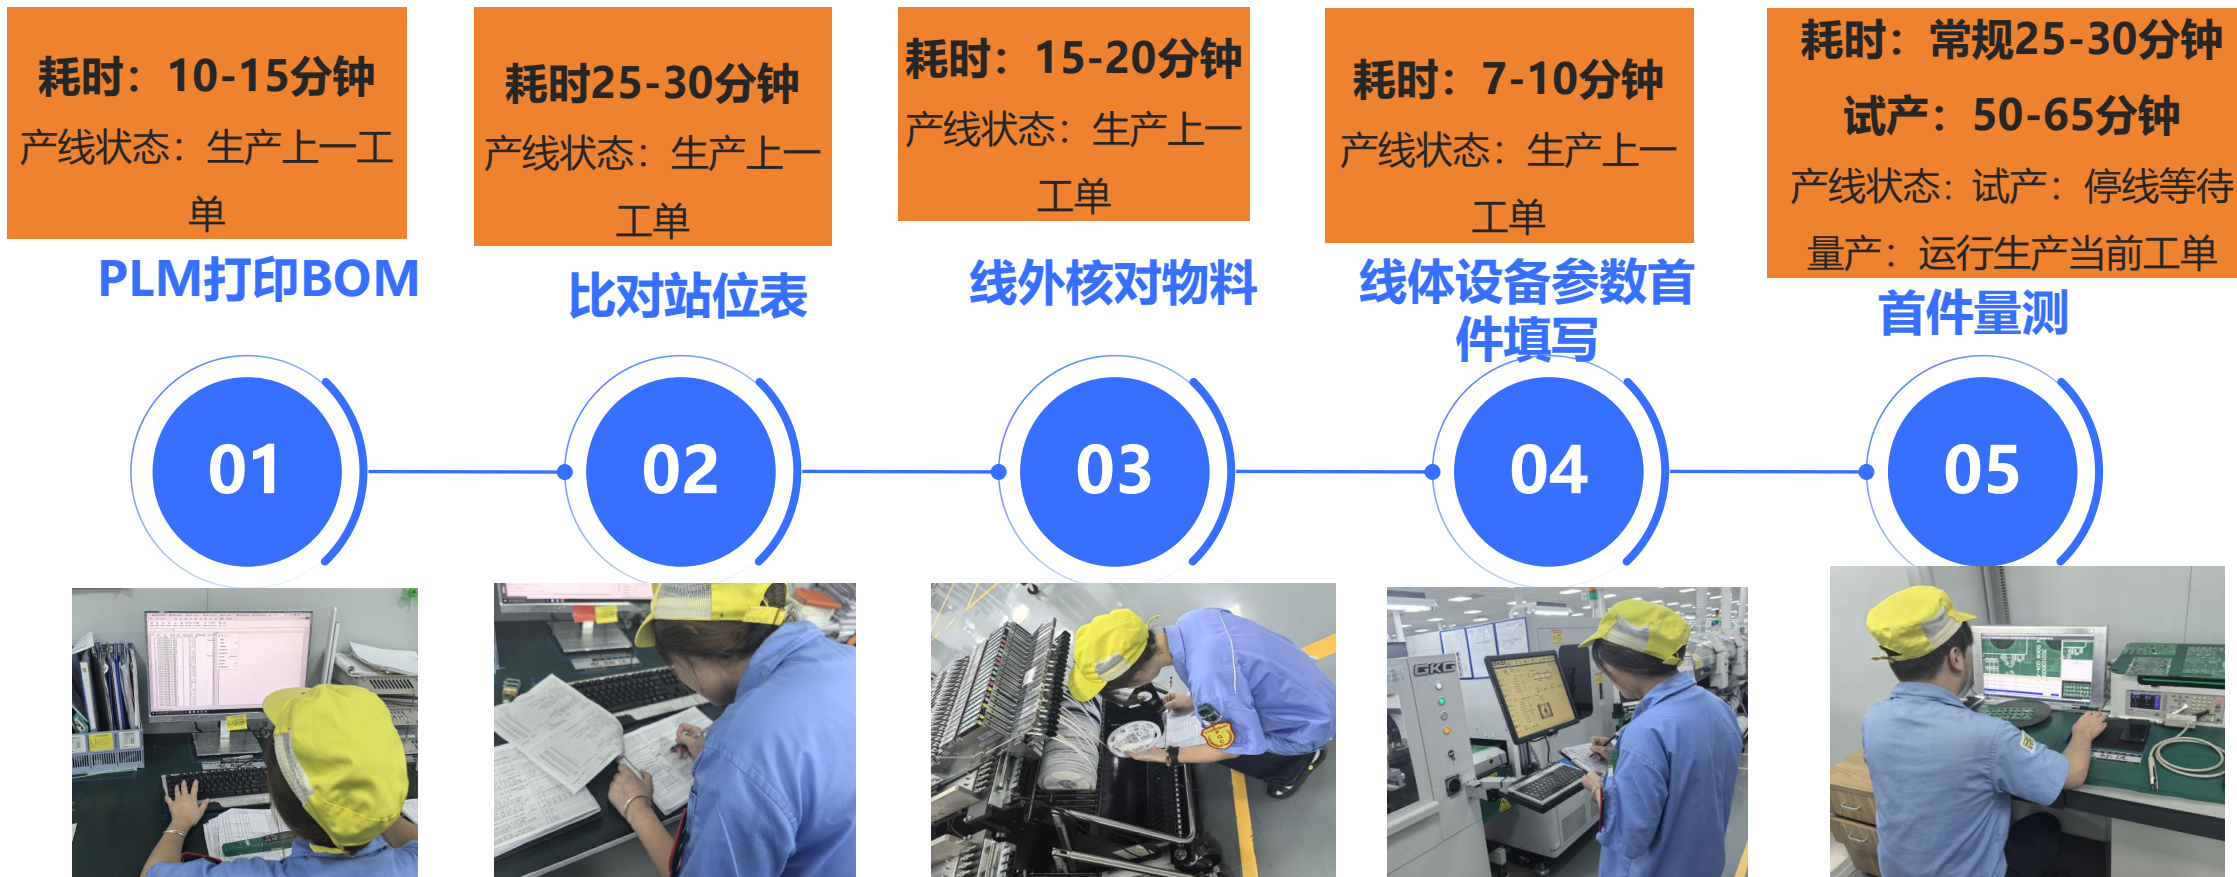 耗时：10-15分钟
产线状态：生产上一工
单
耗时25-30分钟
产线状态：生产上一
工单
耗时：15-20分钟
产线状态：生产上一
工单
耗时：7-10分钟
产线状态：生产上一
工单
耗时：常规25-30分钟
试产：50-65分钟
产线状态：试产：停线等待
量产：运行生产当前工单
PLM打印BOM
比对站位表
线外核对物料
线体设备参数首
件填写
首件量测
01
02
03
04
05
GKG